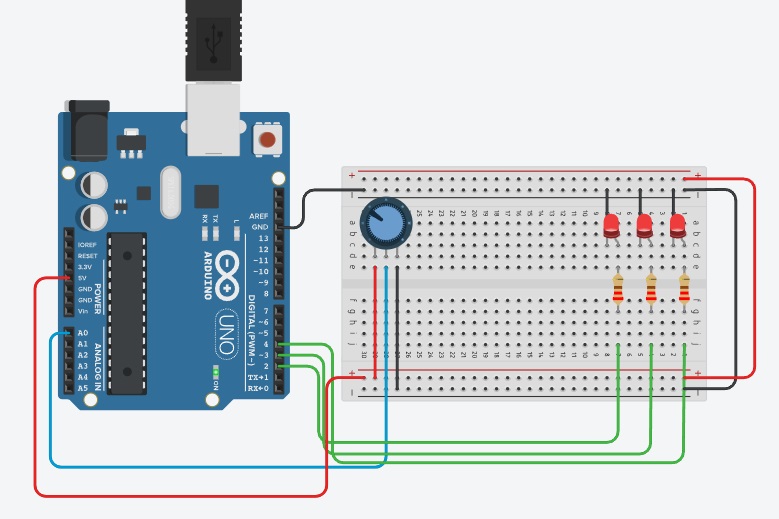 RX
TX
L
AREF
GND
13
12
~11
~10
~9
8
IOREF
RESET
3.3V
5V
GND
GND
Vin
POWER
ARDUINO
UNO
DIGITAL (PWM~)
7
~6
~5
4
~3
2
TX→1
RX←0
A0
A1
A2
A3
A4
A5
ANALOG IN
ON
+
-
a
b
c
d
e
f
g
h
i
j
+
-